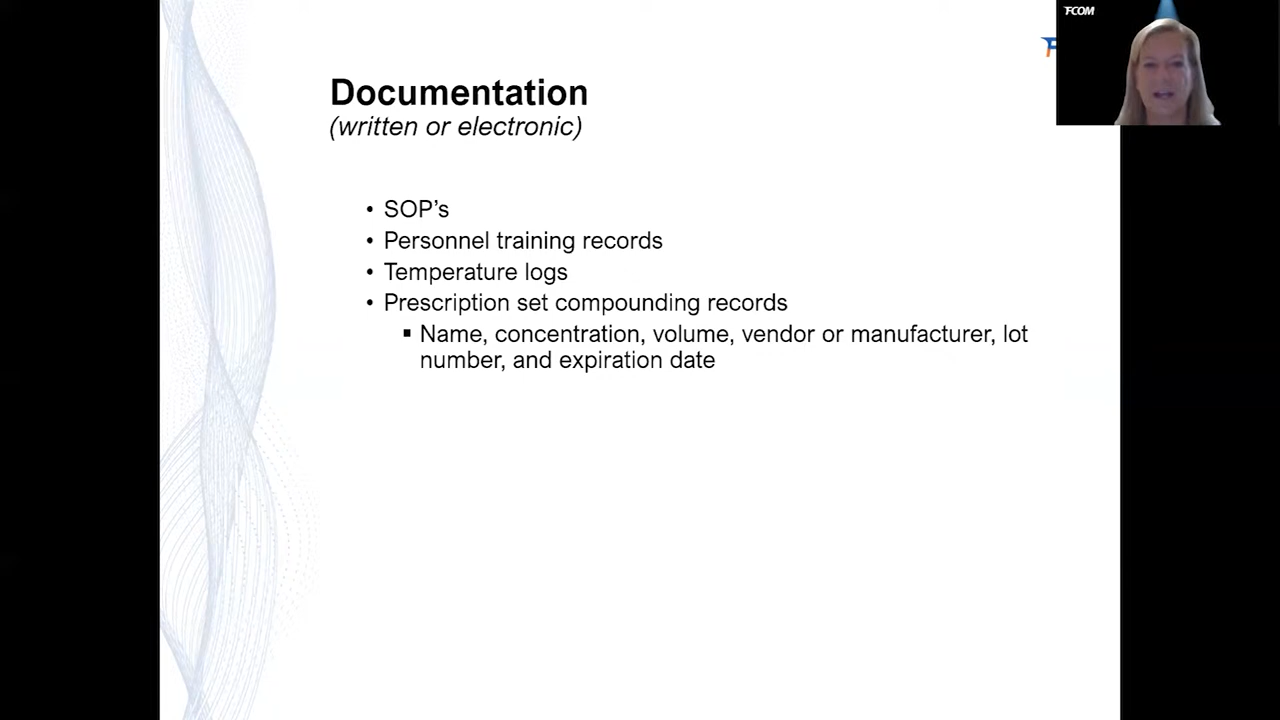 FCOM
Documentation
(written or electronic)
• SOP’s
• Personnel training records
• Temperature logs
• Prescription set compounding records
▪ Name, concentration, volume, vendor or manufacturer, lot
number, and expiration date